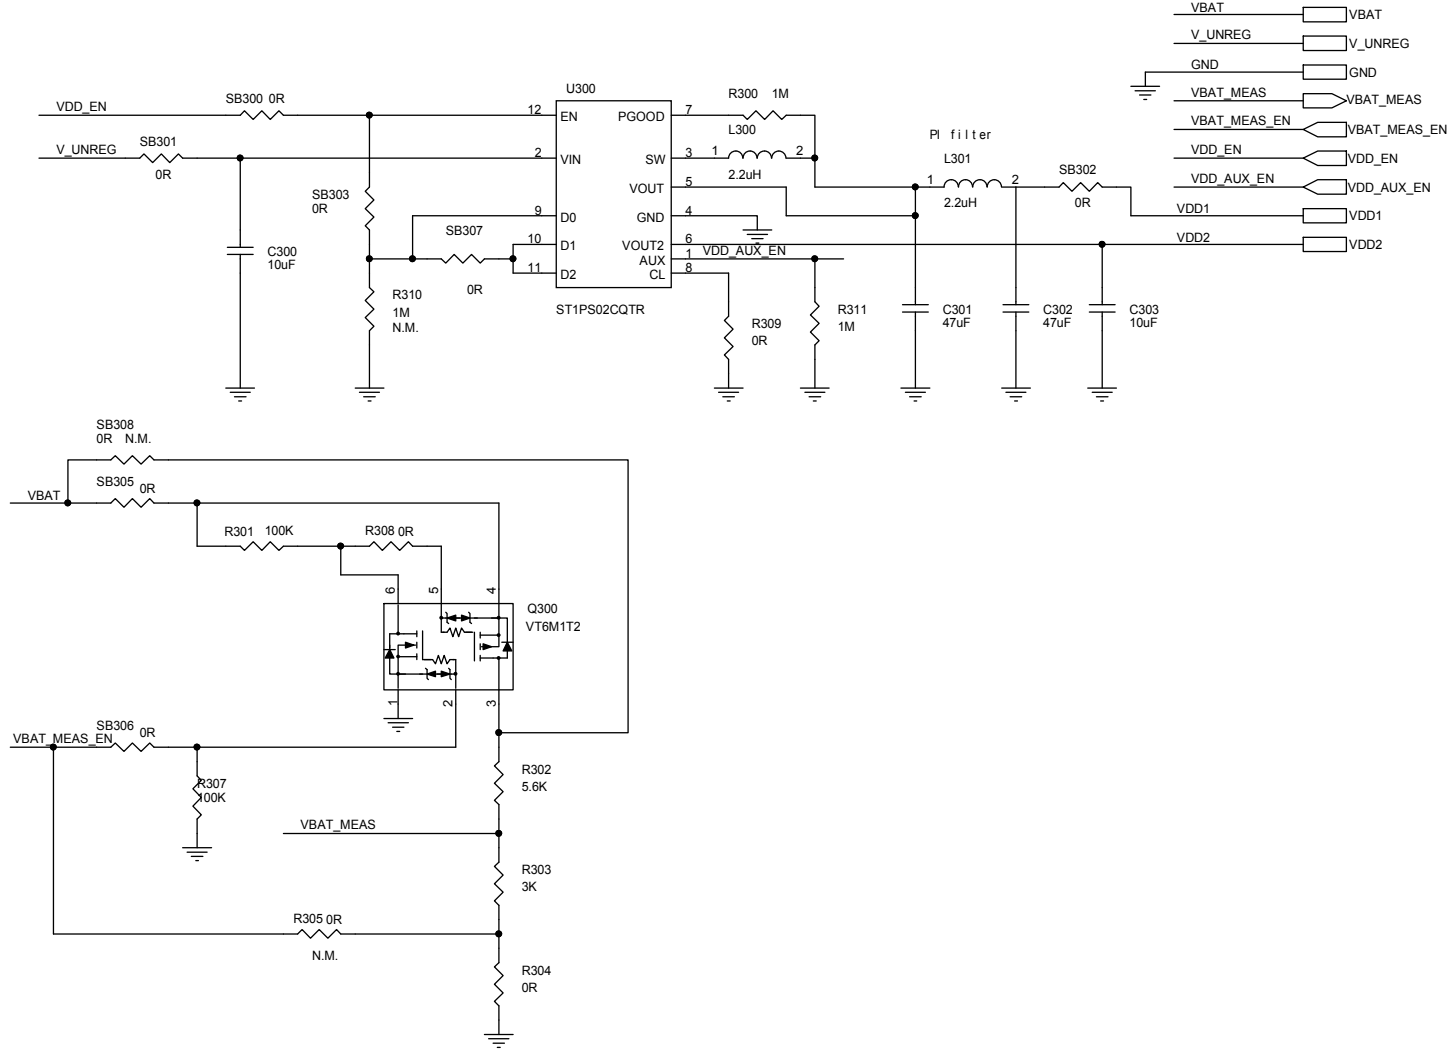 VBAT
VBAT
V_UNREG
V_UNREG
GND
GND
VBAT_MEAS
VBAT_MEAS
VBAT_MEAS_EN
VBAT_MEAS_EN
VDD_EN
VDD_EN
VDD_AUX_EN
VDD_AUX_EN
VDD1
VDD1
VDD2
VDD2
U300
VDD_EN
SB300 0R
12 EN
PGOOD 7
R300 1M
V_UNREG
SB301
0R
2 VIN
SW 3
L300
1 2
2.2uH
PI filter
L301
1 2
2.2uH
SB302
0R
SB303
0R
VOUT 5
9 D0
GND 4
SB307
0R
10 D1
VOUT2 6
AUX 1
VDD_AUX_EN
11 D2
CL 8
C300
10uF
R310
1M
N.M.
ST1PS02CQTR
R309
0R
R311
1M
C301
47uF
C302
47uF
C303
10uF
SB308
0R N.M.
VBAT
SB305 0R
R301 100K
R308 0R
6 5 4
Q300
VT6M1T2
1 2 3
VBAT_MEAS_EN
SB306 0R
R307
100K
R302
5.6K
VBAT_MEAS
R303
3K
R305 0R
N.M.
R304
0R